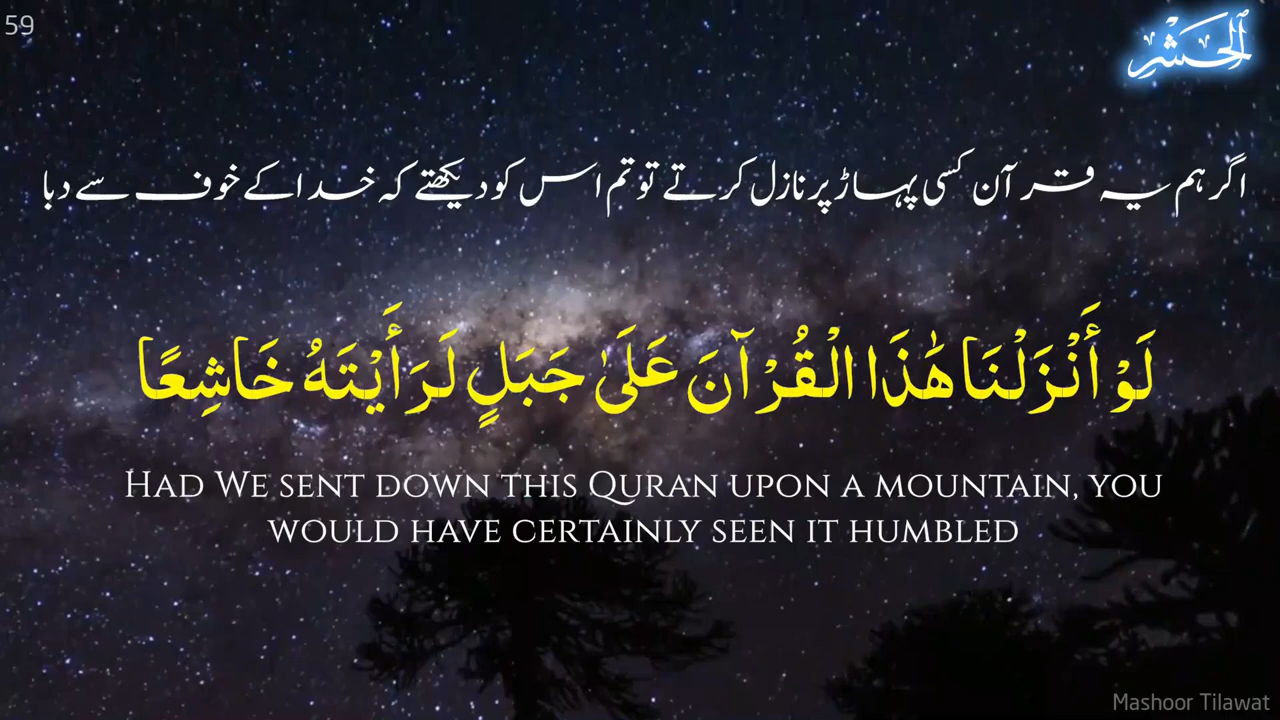 59
الحشر
اگر ہم یہ قرآن کسی پہاڑ پر نازل کرتے تو تم اس کو دیکھتے کہ خدا کے خوف سے دبا
لَوْ أَنْزَلْنَا هَٰذَا الْقُرْآنَ عَلَىٰ جَبَلٍ لَرَأَيْتَهُ خَاشِعًا
Had We sent down this Quran upon a mountain, you
would have certainly seen it humbled
Mashoor Tilawat